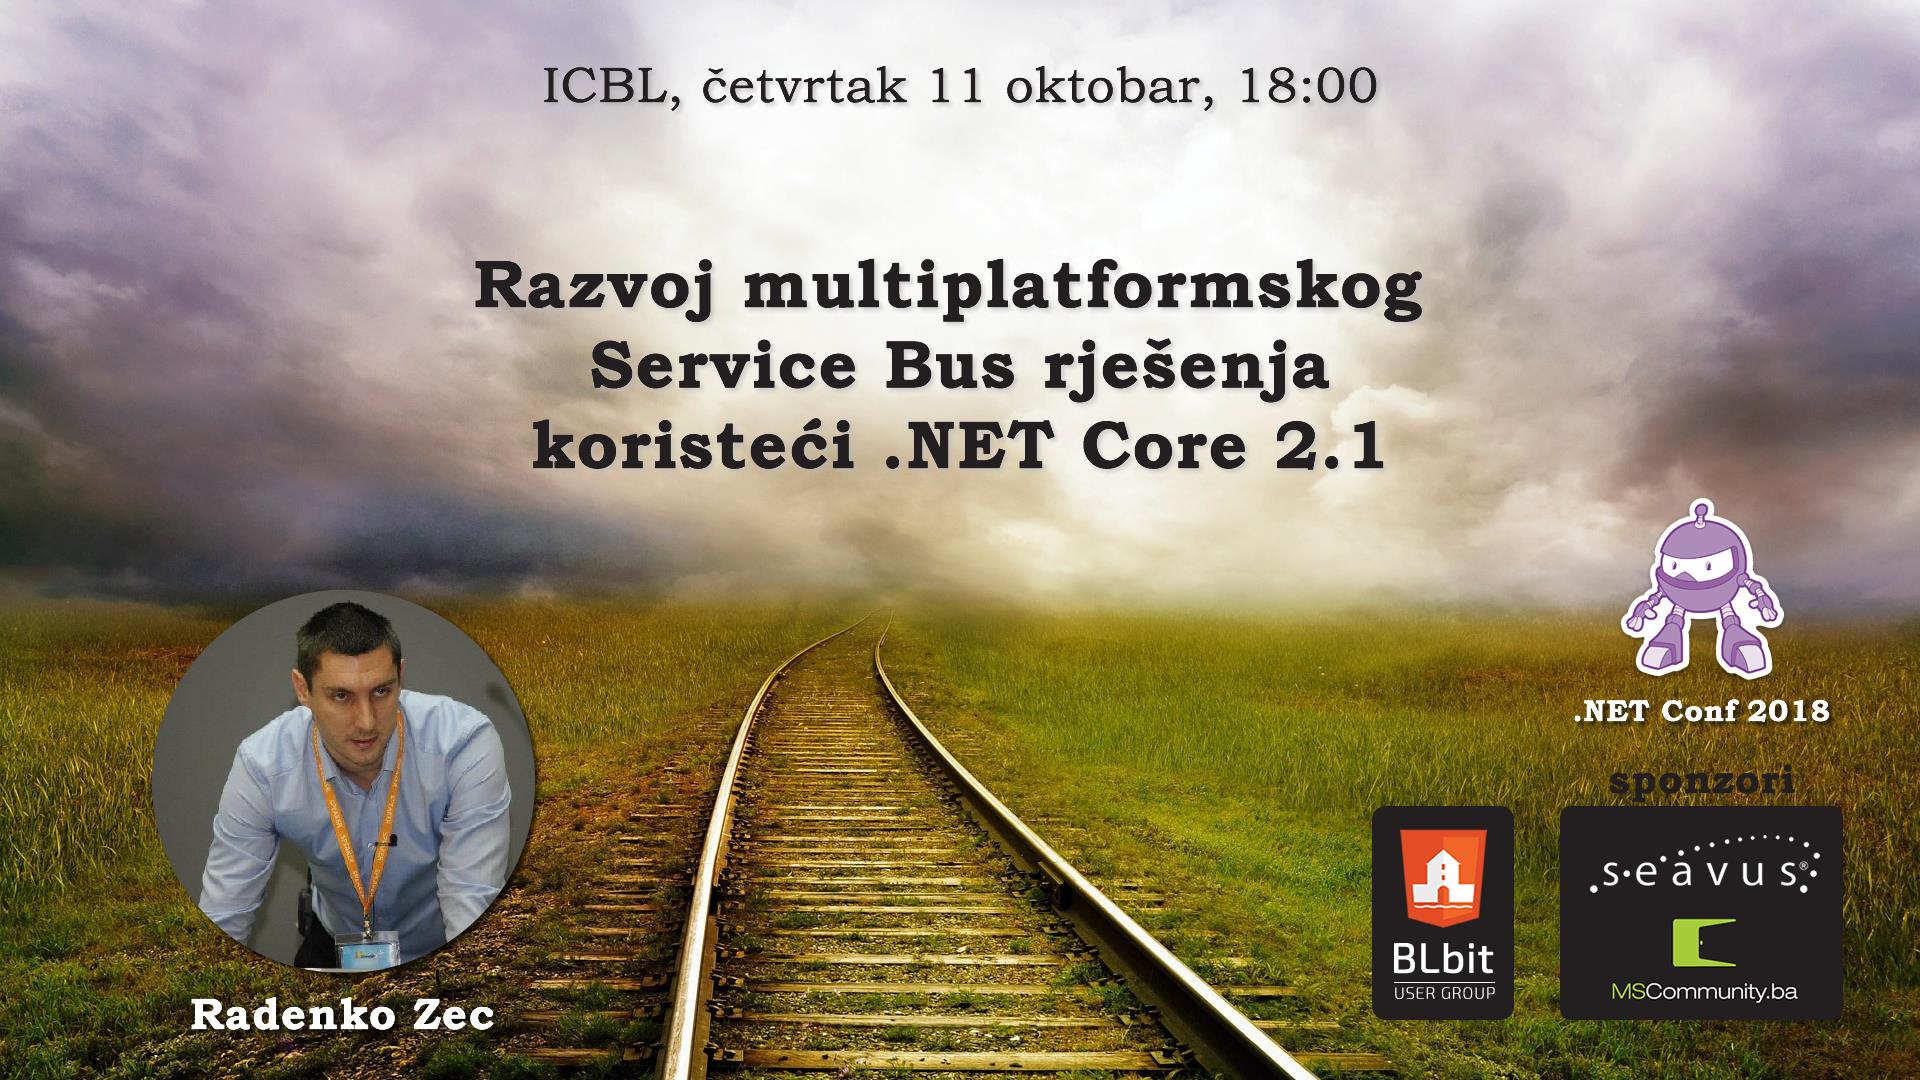 ICBL, četvrtak 11 oktobar, 18:00
Razvoj multiplatformskog
Service Bus rješenja
koristeći .NET Core 2.1
.NET Conf 2018
sponzori
seavus®
BLbit
USER GROUP
MSCommunity.ba
Radenko Zec